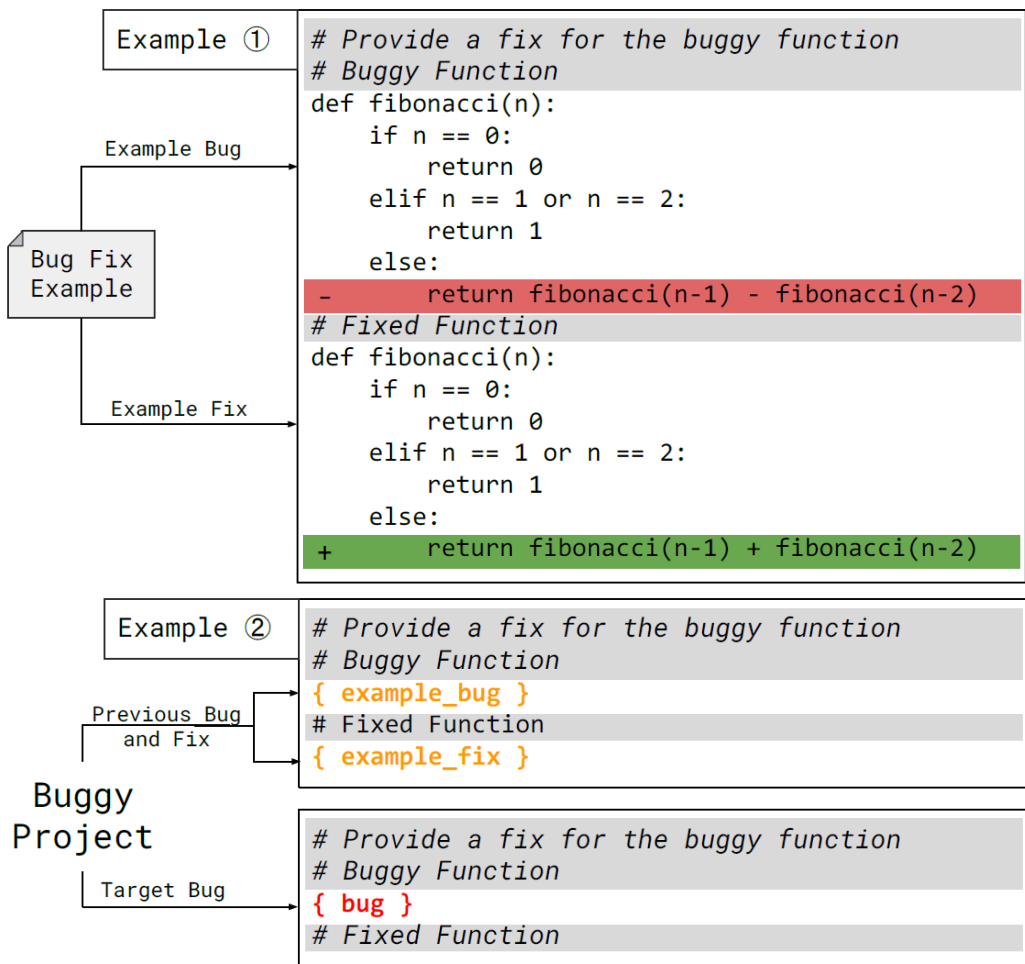 Example ①
# Provide a fix for the buggy function
# Buggy Function
def fibonacci(n):
    if n == 0:
        return 0
    elif n == 1 or n == 2:
        return 1
    else:
-       return fibonacci(n-1) - fibonacci(n-2)
# Fixed Function
def fibonacci(n):
    if n == 0:
        return 0
    elif n == 1 or n == 2:
        return 1
    else:
+       return fibonacci(n-1) + fibonacci(n-2)
Example Bug
Bug Fix
Example
Example Fix
Example ②
# Provide a fix for the buggy function
# Buggy Function
{ example_bug }
# Fixed Function
{ example_fix }
Previous Bug
and Fix
Buggy
Project
Target Bug
# Provide a fix for the buggy function
# Buggy Function
{ bug }
# Fixed Function